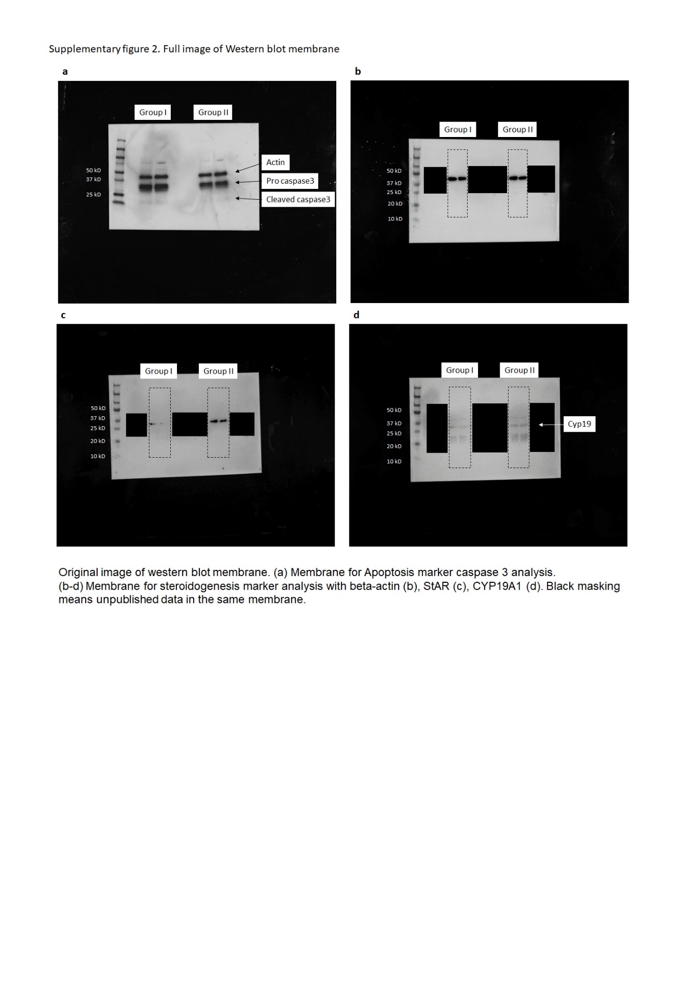 Supplementary figure 2. Full image of Western blot membrane
a
Group I
Group II
50 kD
37 kD
25 kD
Actin
Pro caspase3
Cleaved caspase3
b
Group I
Group II
50 kD
37 kD
25 kD
20 kD
10 kD
c
Group I
Group II
50 kD
37 kD
25 kD
20 kD
10 kD
d
Group I
Group II
50 kD
37 kD
25 kD
20 kD
10 kD
Cyp19
Original image of western blot membrane. (a) Membrane for Apoptosis marker caspase 3 analysis.
(b-d) Membrane for steroidogenesis marker analysis with beta-actin (b), StAR (c), CYP19A1 (d). Black masking
means unpublished data in the same membrane.